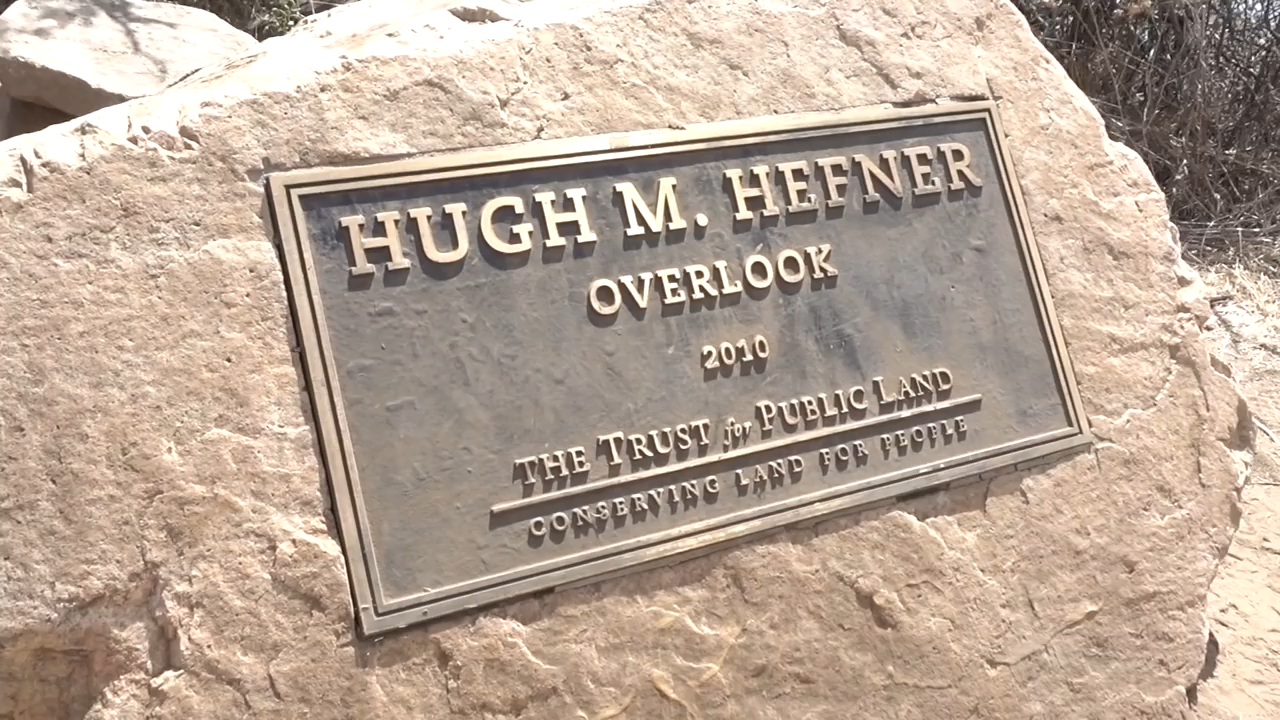 HUGH M. HEFNER
OVERLOOK
2010
THE TRUST for PUBLIC LAND
CONSERVING LAND FOR PEOPLE